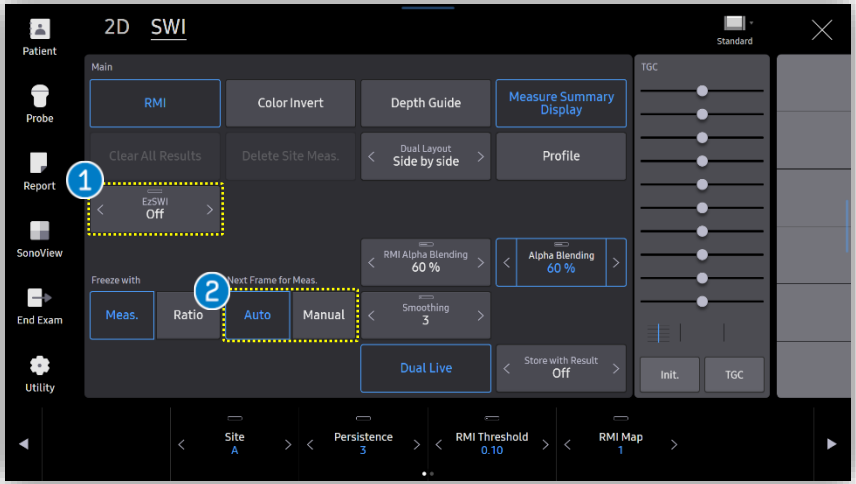 Patient
Probe
Report
SonoView
End Exam
Utility
2D SWI
Standard
Main
RMI
Color Invert
Depth Guide
Measure Summary
Display
Clear All Results
Delete Site Meas.
Dual Layout
< Side by side >
Profile
1
EzSWI
< Off >
RMI Alpha Blending
< 60 % >
Alpha Blending
< 60 % >
Freeze with
Meas.
Ratio
2
Next Frame for Meas.
Auto
Manual
Smoothing
< 3 >
Dual Live
Store with Result
< Off >
TGC
Init.
TGC
Site
< A >
Persistence
< 3 >
RMI Threshold
< 0.10 >
RMI Map
< 1 >